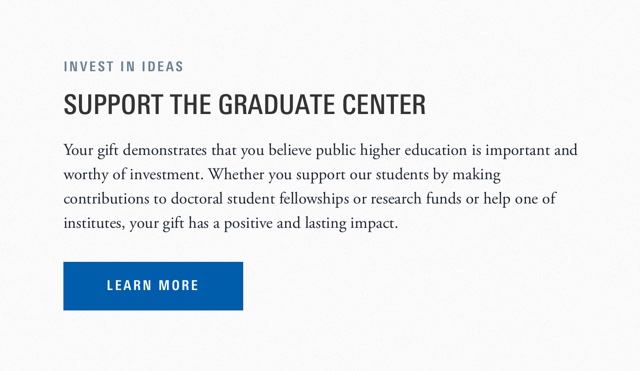 INVEST IN IDEAS
SUPPORT THE GRADUATE CENTER
Your gift demonstrates that you believe public higher education is important and
worthy of investment. Whether you support our students by making
contributions to doctoral student fellowships or research funds or help one of
institutes, your gift has a positive and lasting impact.
LEARN MORE